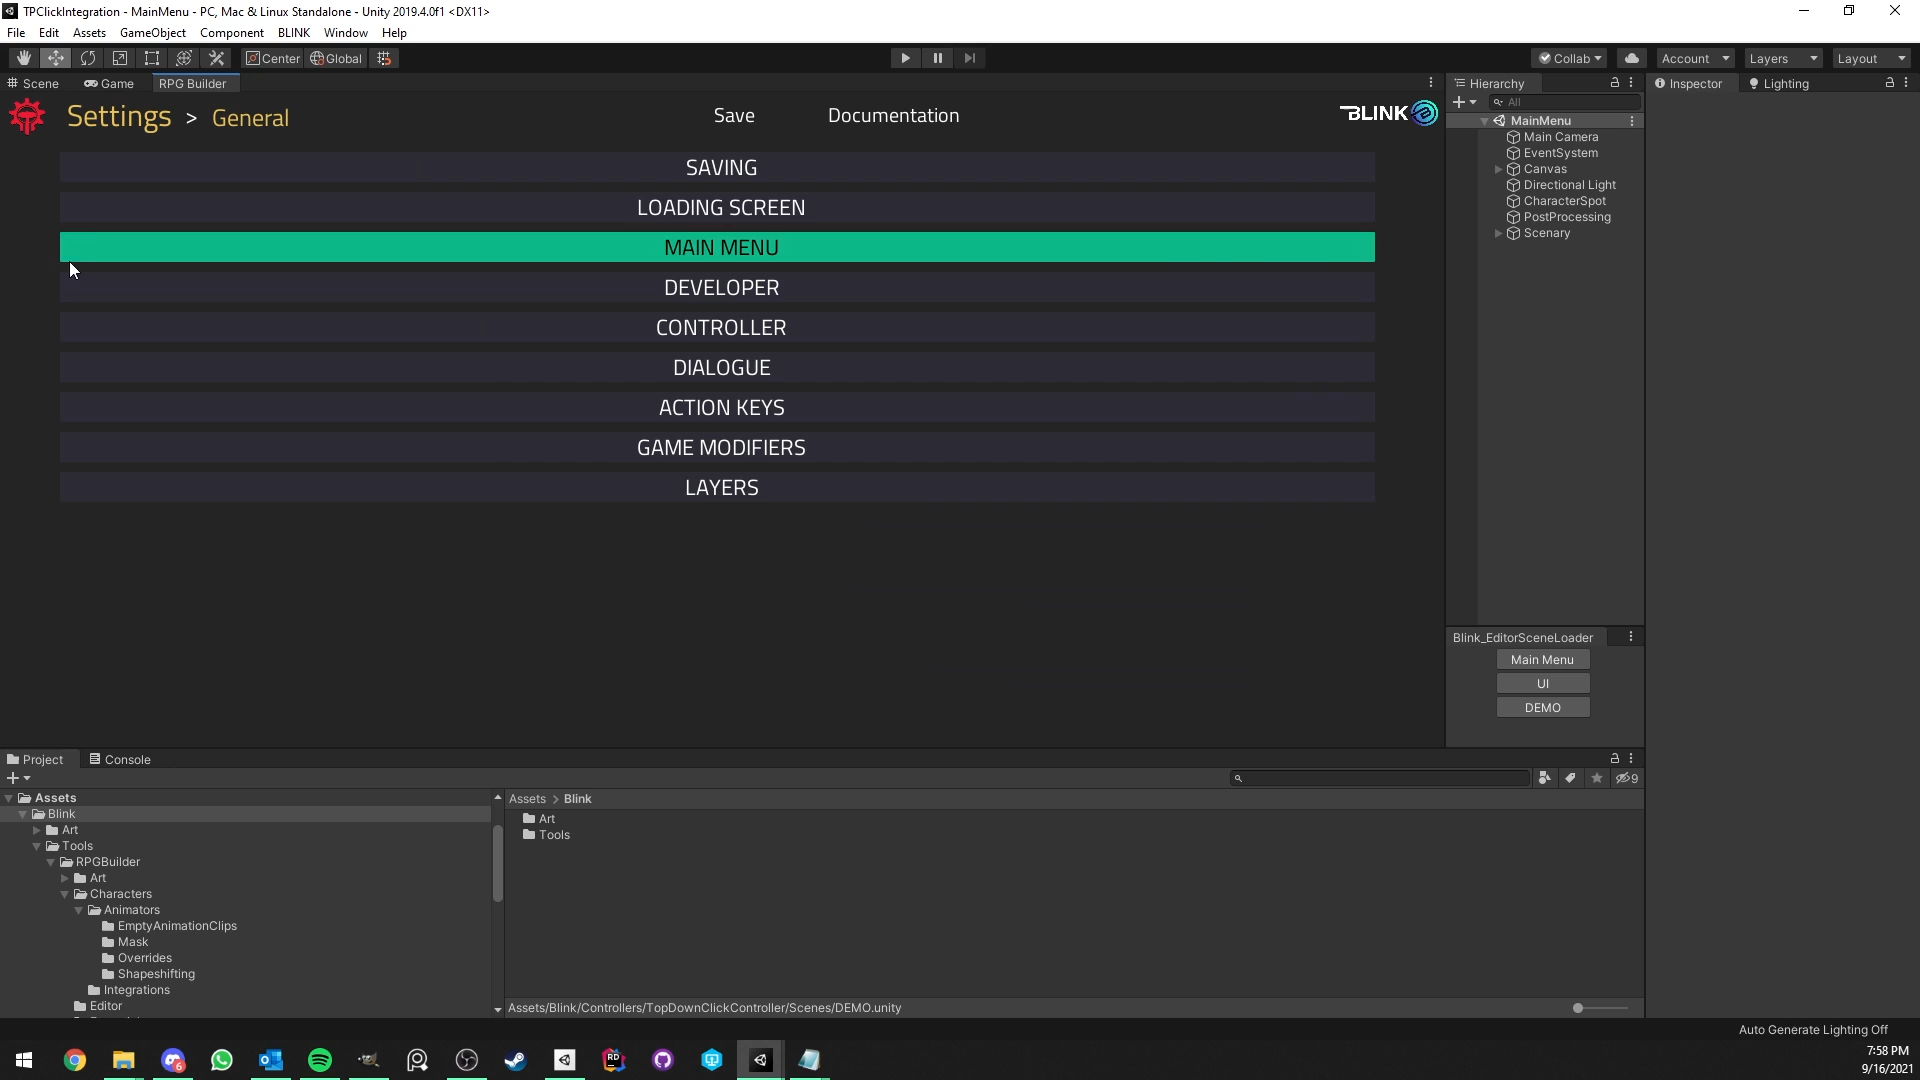 TPClickIntegration - MainMenu - PC, Mac & Linux Standalone - Unity 2019.4.0f1 <DX11>
File Edit Assets GameObject Component BLINK Window Help
Center Global Collab Account Layers Layout
Scene Game RPG Builder Hierarchy Inspector Lighting
Settings > General Save Documentation BLINK
All
MainMenu
Main Camera
EventSystem
Canvas
Directional Light
CharacterSpot
PostProcessing
Scenary
SAVING
LOADING SCREEN
MAIN MENU
DEVELOPER
CONTROLLER
DIALOGUE
ACTION KEYS
GAME MODIFIERS
LAYERS
Blink_EditorSceneLoader
Main Menu
UI
DEMO
Project Console
9
Assets
Blink
Art
Tools
RPGBuilder
Art
Characters
Animators
EmptyAnimationClips
Mask
Overrides
Shapeshifting
Integrations
Editor
Assets > Blink
Art
Tools
Assets/Blink/Controllers/TopDownClickController/Scenes/DEMO.unity
Auto Generate Lighting Off
6
RD
7:58 PM
9/16/2021